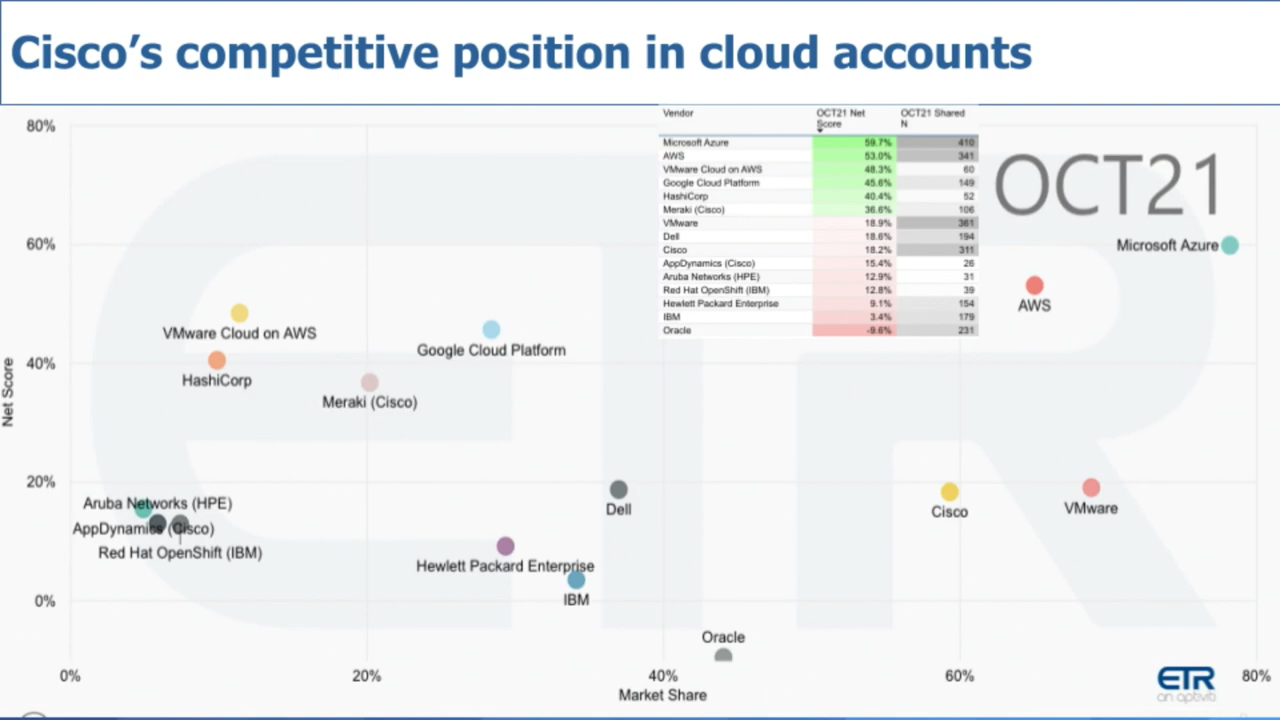 Cisco’s competitive position in cloud accounts
Vendor OCT21 Net Score OCT21 Shared N
Microsoft Azure 59.7% 410
AWS 53.0% 341
VMware Cloud on AWS 48.3% 60
Google Cloud Platform 45.6% 149
HashiCorp 40.4% 52
Meraki (Cisco) 36.6% 106
VMware 18.9% 361
Dell 18.6% 194
Cisco 18.2% 311
AppDynamics (Cisco) 15.4% 26
Aruba Networks (HPE) 12.9% 31
Red Hat OpenShift (IBM) 12.8% 39
Hewlett Packard Enterprise 9.1% 154
IBM 3.4% 179
Oracle -9.6% 231
OCT21
80%
60%
40%
20%
0%
Net Score
Microsoft Azure
AWS
VMware Cloud on AWS
Google Cloud Platform
HashiCorp
Meraki (Cisco)
Aruba Networks (HPE)
AppDynamics (Cisco)
Red Hat OpenShift (IBM)
Dell
Cisco
VMware
Hewlett Packard Enterprise
IBM
Oracle
0% 20% 40% 60% 80%
Market Share
ETR
ETR